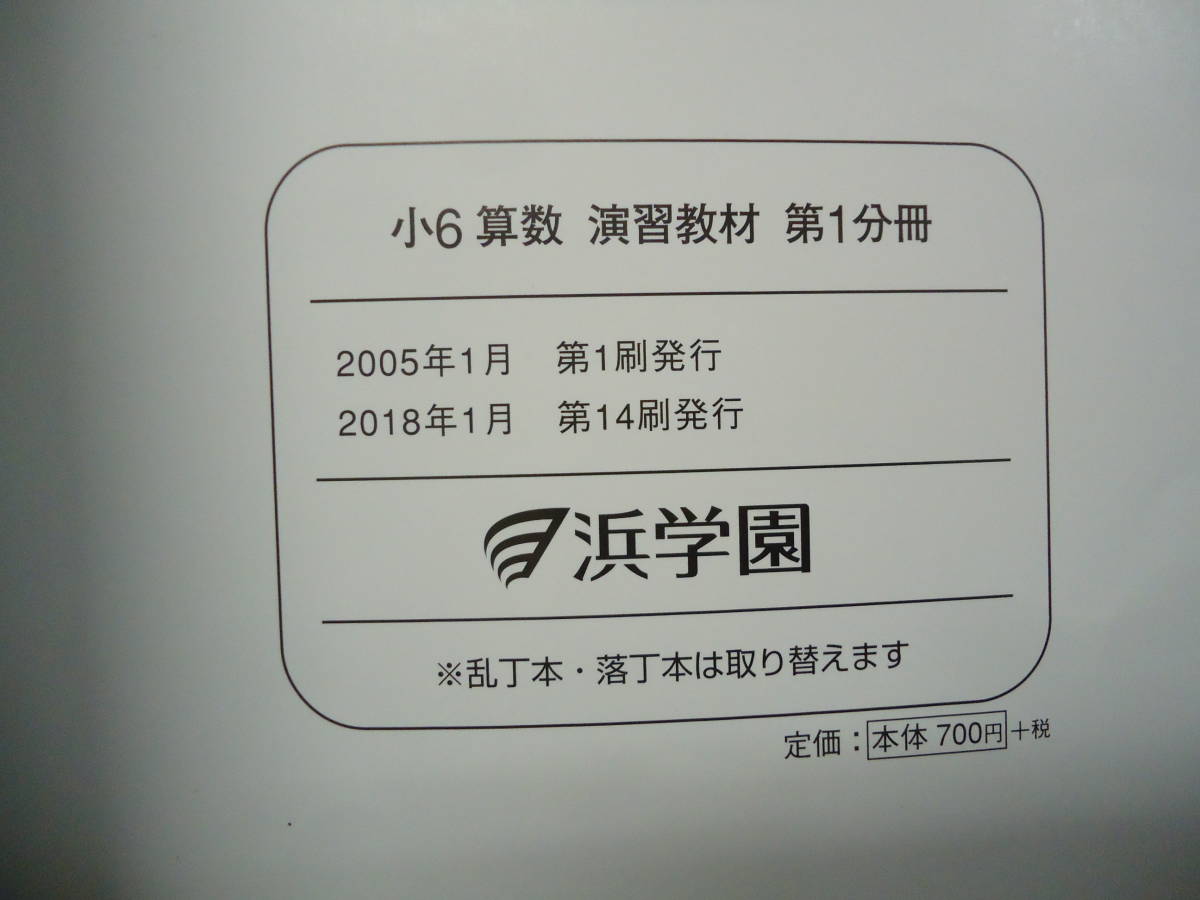 小6 算数 演習教材 第1分冊
2005年1月 第1刷発行
2018年1月 第14刷発行
浜学園
※乱丁本・落丁本は取り替えます
定価：本体 700円+税